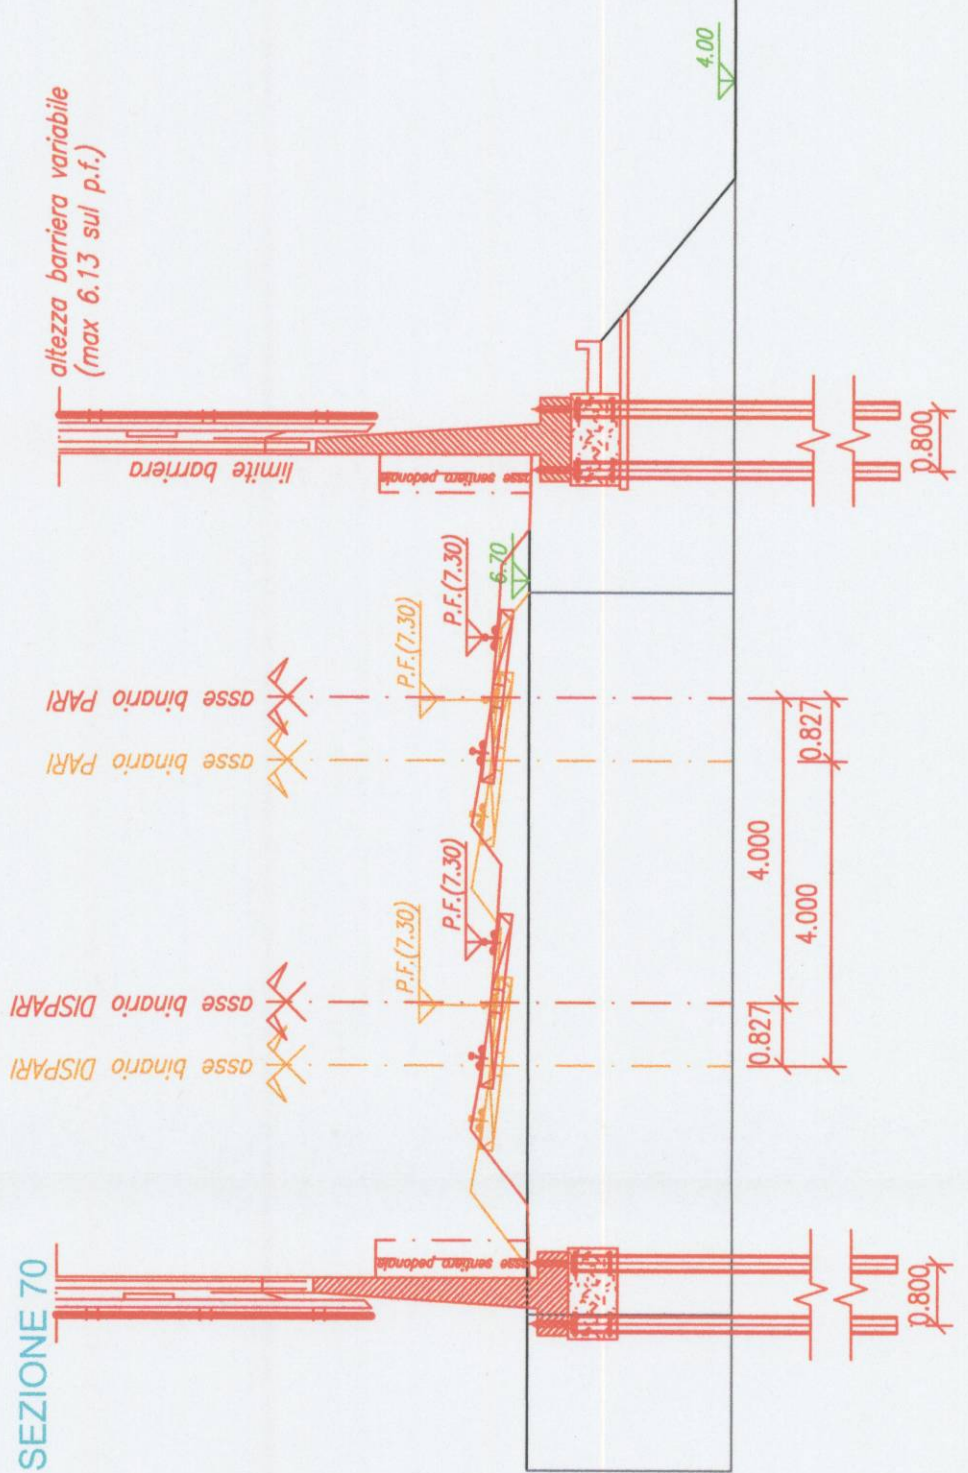 SEZIONE 70
altezza barriera variabile
(max 6.13 sul p.f.)
limite barriera
asse binario DISPARI
asse binario DISPARI
asse binario PARI
asse binario PARI
asse sentiero pedonale
asse sentiero pedonale
P.F.(7.30)
P.F.(7.30)
P.F.(7.30)
P.F.(7.30)
6.70
4.00
0.827
4.000
0.827
4.000
0.800
0.800